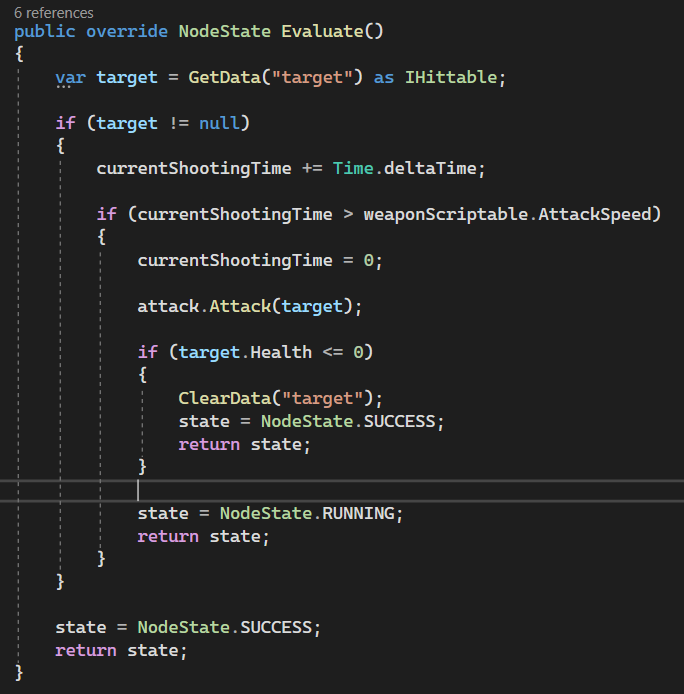 6 references
public override NodeState Evaluate()
{
    var target = GetData("target") as IHittable;

    if (target != null)
    {
        currentShootingTime += Time.deltaTime;

        if (currentShootingTime > weaponScriptable.AttackSpeed)
        {
            currentShootingTime = 0;

            attack.Attack(target);

            if (target.Health <= 0)
            {
                ClearData("target");
                state = NodeState.SUCCESS;
                return state;
            }

            state = NodeState.RUNNING;
            return state;
        }
    }

    state = NodeState.SUCCESS;
    return state;
}